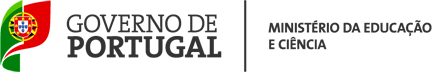 GOVERNO DE
PORTUGAL
MINISTÉRIO DA EDUCAÇÃO
E CIÊNCIA